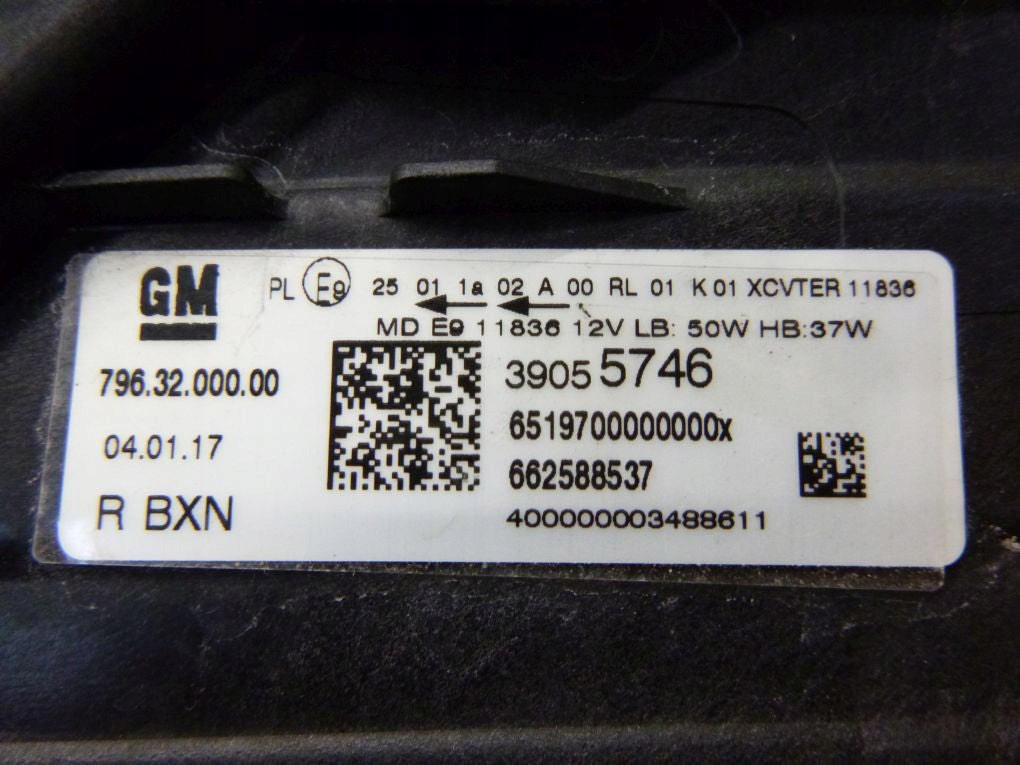 GM
PL E9 25 01 1a 02 A 00 RL 01 K 01 XCVTER 11836
MD E9 11836 12V LB: 50W HB:37W
796.32.000.00
3905 5746
04.01.17
6519700000000x
662588537
R BXN
400000003488611